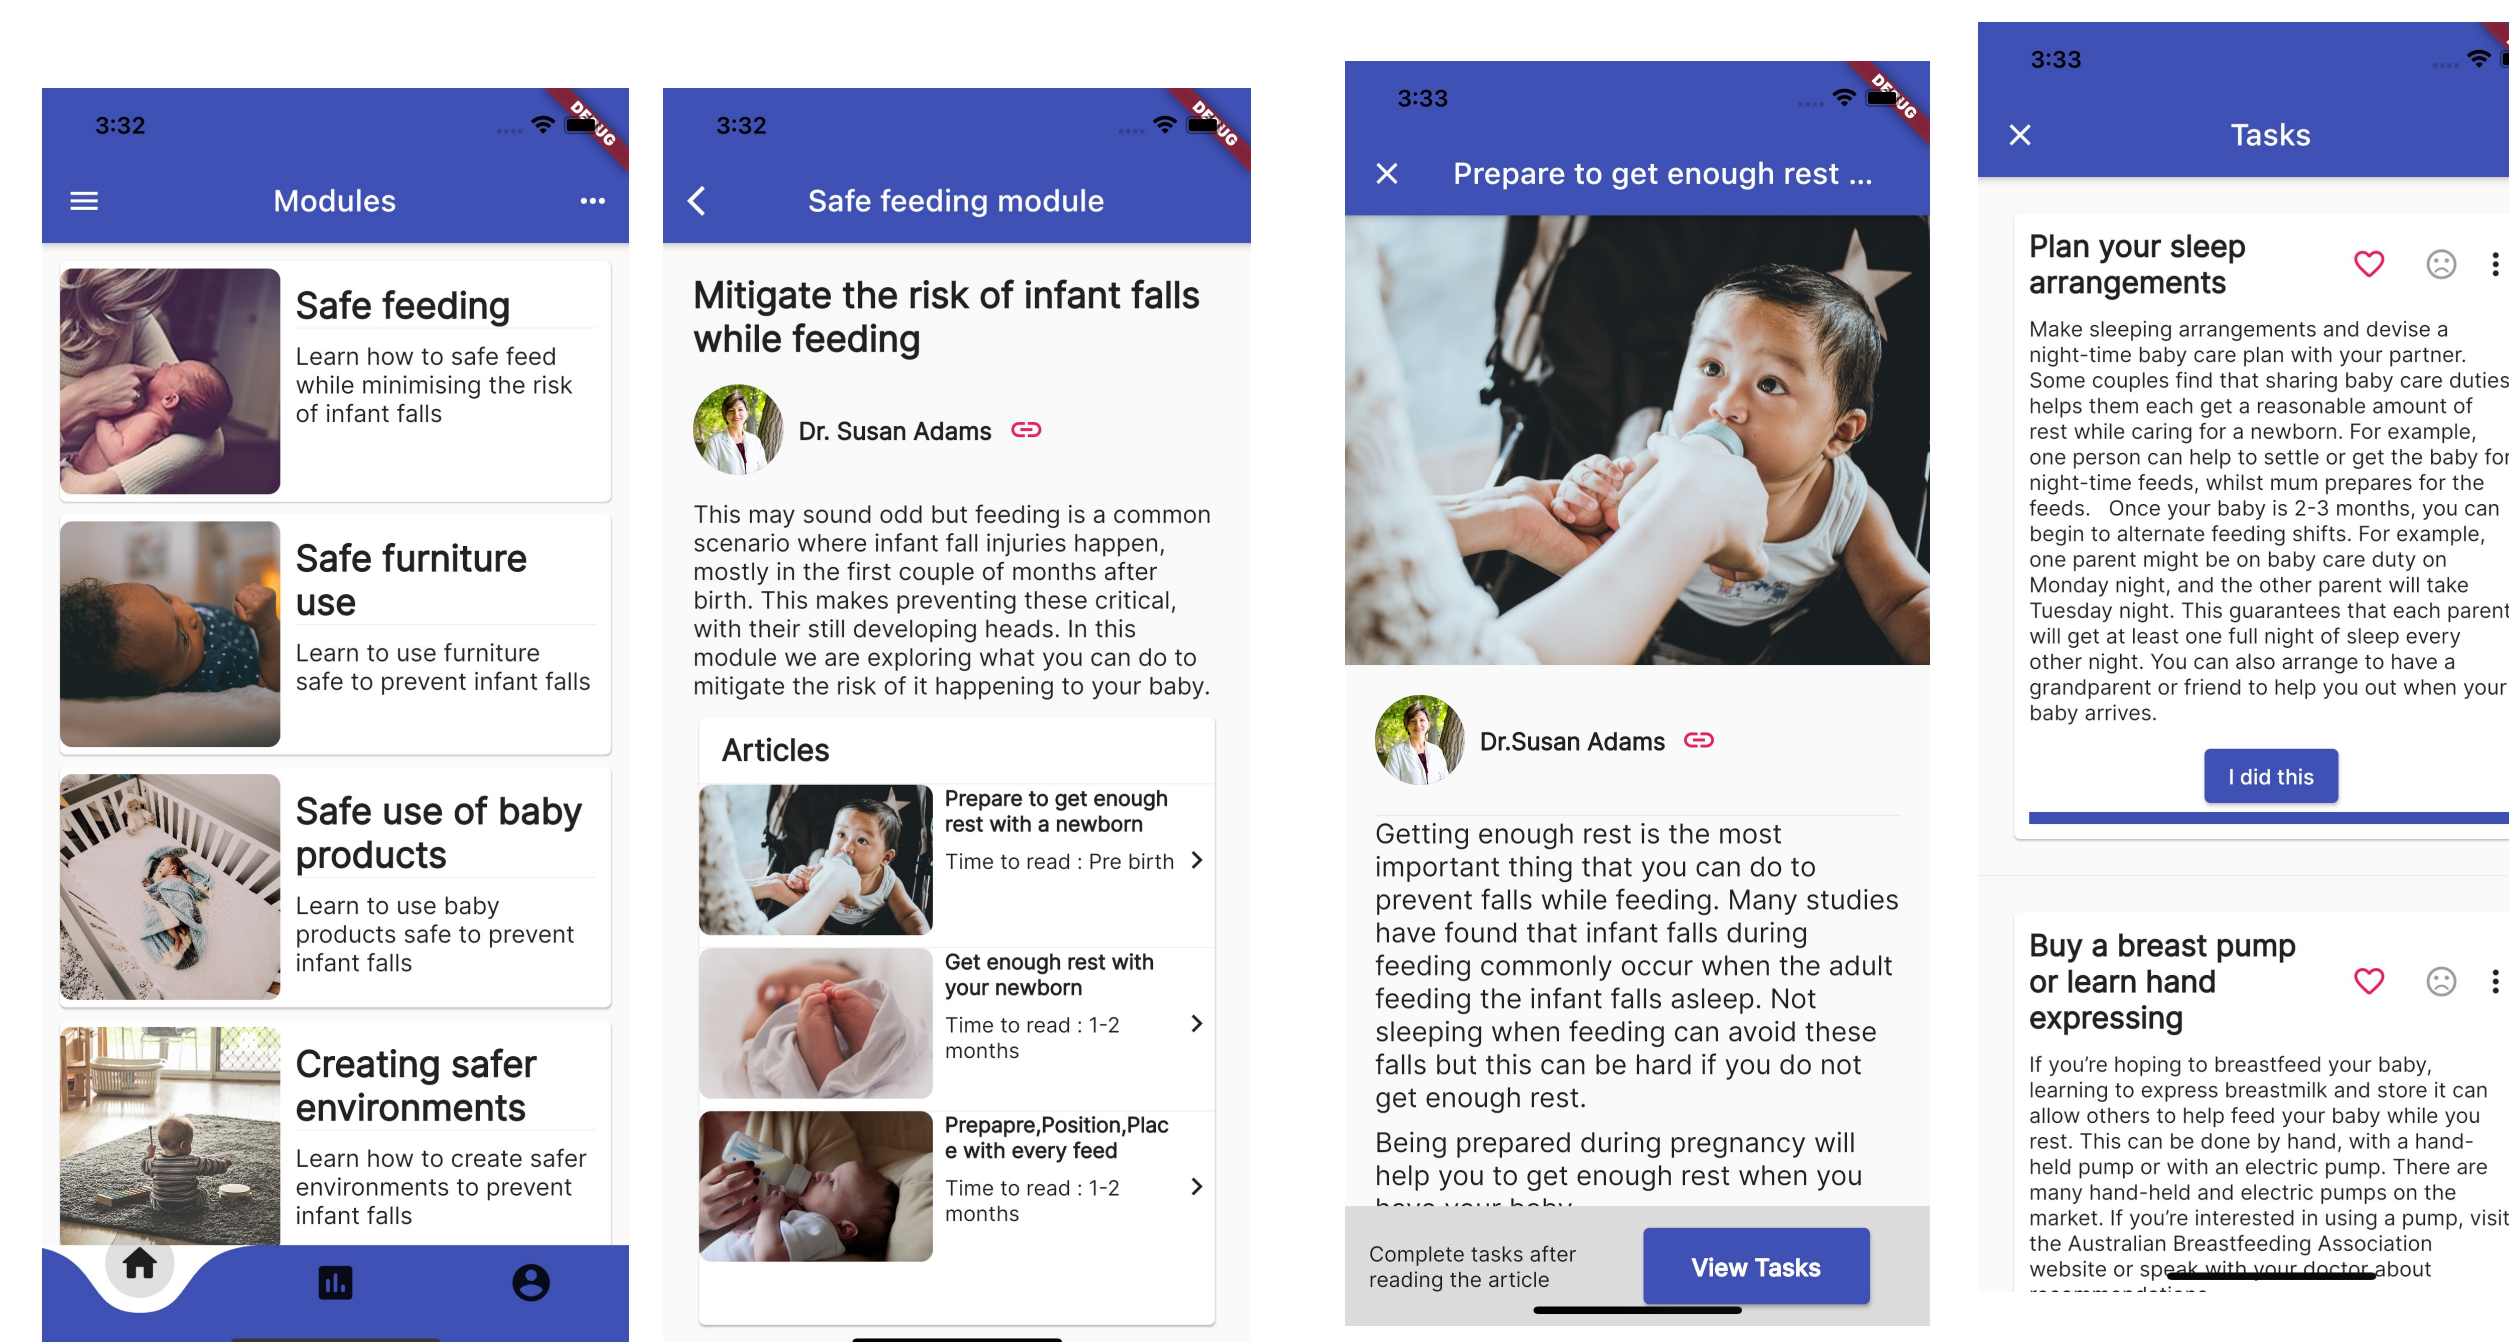 3:32
DEBUG
Modules
Safe feeding
Learn how to safe feed
while minimising the risk
of infant falls
Safe furniture
use
Learn to use furniture
safe to prevent infant falls
Safe use of baby
products
Learn to use baby
products safe to prevent
infant falls
Creating safer
environments
Learn how to create safer
environments to prevent
infant falls
3:32
DEBUG
Safe feeding module
Mitigate the risk of infant falls
while feeding
Dr. Susan Adams
This may sound odd but feeding is a common
scenario where infant fall injuries happen,
mostly in the first couple of months after
birth. This makes preventing these critical,
with their still developing heads. In this
module we are exploring what you can do to
mitigate the risk of it happening to your baby.
Articles
Prepare to get enough
rest with a newborn
Time to read : Pre birth
Get enough rest with
your newborn
Time to read : 1-2
months
Prepapre,Position,Plac
e with every feed
Time to read : 1-2
months
3:33
DEBUG
Prepare to get enough rest ...
Dr.Susan Adams
Getting enough rest is the most
important thing that you can do to
prevent falls while feeding. Many studies
have found that infant falls during
feeding commonly occur when the adult
feeding the infant falls asleep. Not
sleeping when feeding can avoid these
falls but this can be hard if you do not
get enough rest.
Being prepared during pregnancy will
help you to get enough rest when you
have your baby
Complete tasks after
reading the article
View Tasks
3:33
Tasks
Plan your sleep
arrangements
Make sleeping arrangements and devise a
night-time baby care plan with your partner.
Some couples find that sharing baby care duties
helps them each get a reasonable amount of
rest while caring for a newborn. For example,
one person can help to settle or get the baby for
night-time feeds, whilst mum prepares for the
feeds.   Once your baby is 2-3 months, you can
begin to alternate feeding shifts. For example,
one parent might be on baby care duty on
Monday night, and the other parent will take
Tuesday night. This guarantees that each parent
will get at least one full night of sleep every
other night. You can also arrange to have a
grandparent or friend to help you out when your
baby arrives.
I did this
Buy a breast pump
or learn hand
expressing
If you're hoping to breastfeed your baby,
learning to express breastmilk and store it can
allow others to help feed your baby while you
rest. This can be done by hand, with a hand-
held pump or with an electric pump. There are
many hand-held and electric pumps on the
market. If you're interested in using a pump, visit
the Australian Breastfeeding Association
website or speak with your doctor about